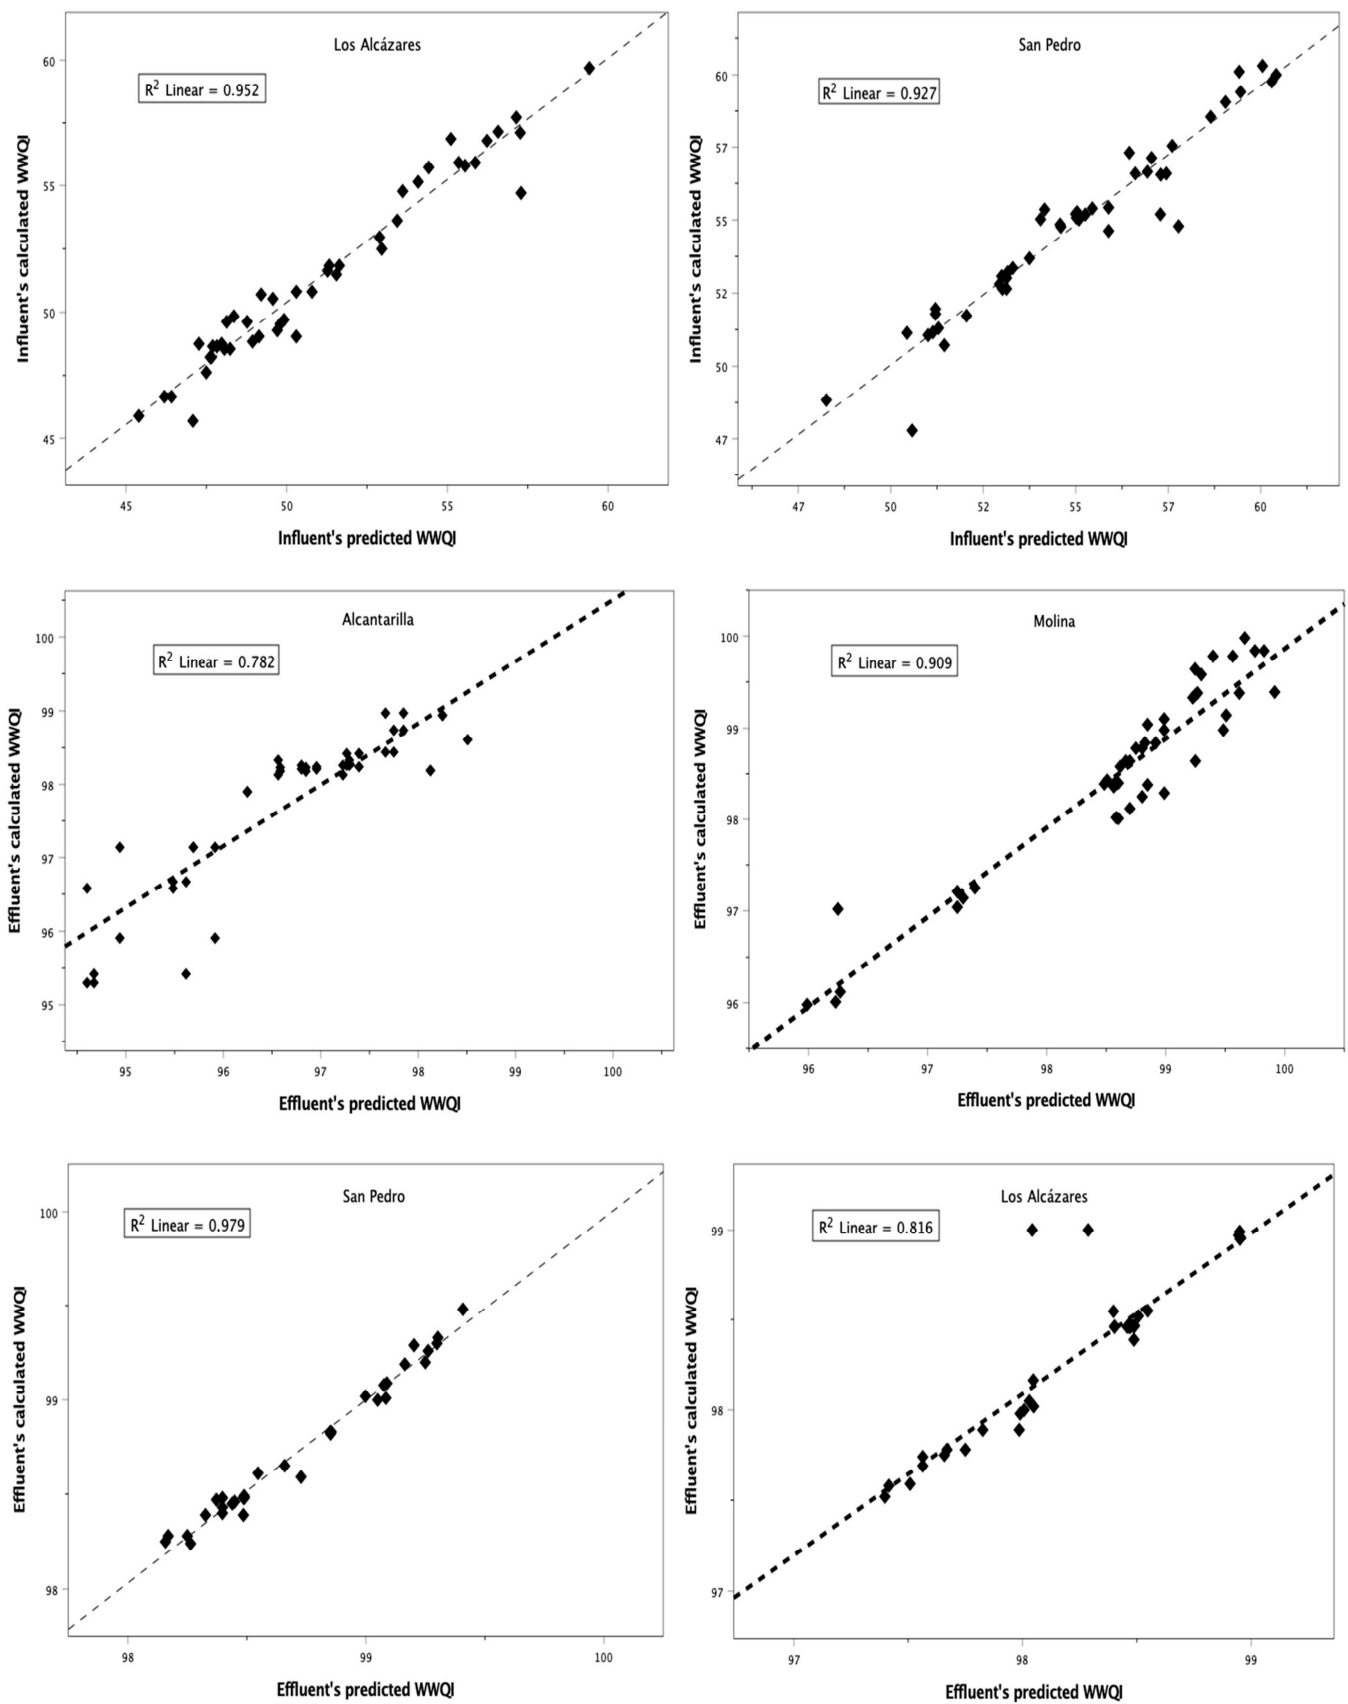 Los Alcázares
R² Linear = 0.952
Influent's calculated WWQI
60
55
50
45
45 50 55 60
Influent's predicted WWQI
San Pedro
R² Linear = 0.927
Influent's calculated WWQI
60
57
55
52
50
47
47 50 52 55 57 60
Influent's predicted WWQI
Alcantarilla
R² Linear = 0.782
Effluent's calculated WWQI
100
99
98
97
96
95
95 96 97 98 99 100
Effluent's predicted WWQI
Molina
R² Linear = 0.909
Effluent's calculated WWQI
100
99
98
97
96
96 97 98 99 100
Effluent's predicted WWQI
San Pedro
R² Linear = 0.979
Effluent's calculated WWQI
100
99
98
98 99 100
Effluent's predicted WWQI
Los Alcázares
R² Linear = 0.816
Effluent's calculated WWQI
99
98
97
97 98 99
Effluent's predicted WWQI